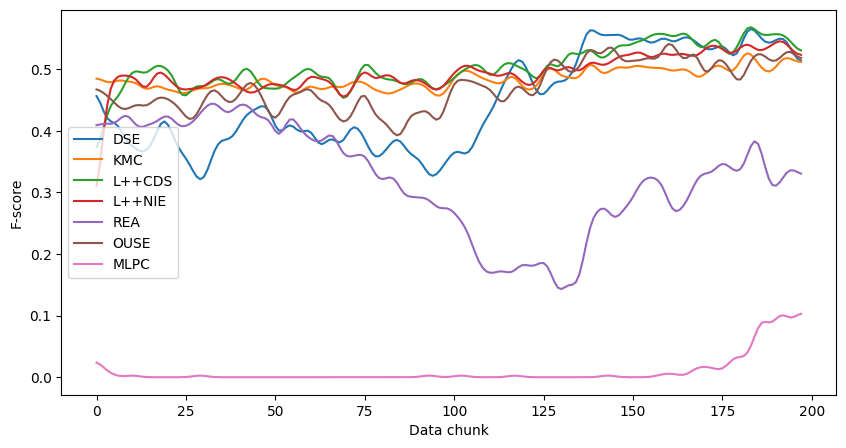 F-score
0.5
0.4
0.3
0.2
0.1
0.0
DSE
KMC
L++CDS
L++NIE
REA
OUSE
MLPC
0 25 50 75 100 125 150 175 200
Data chunk